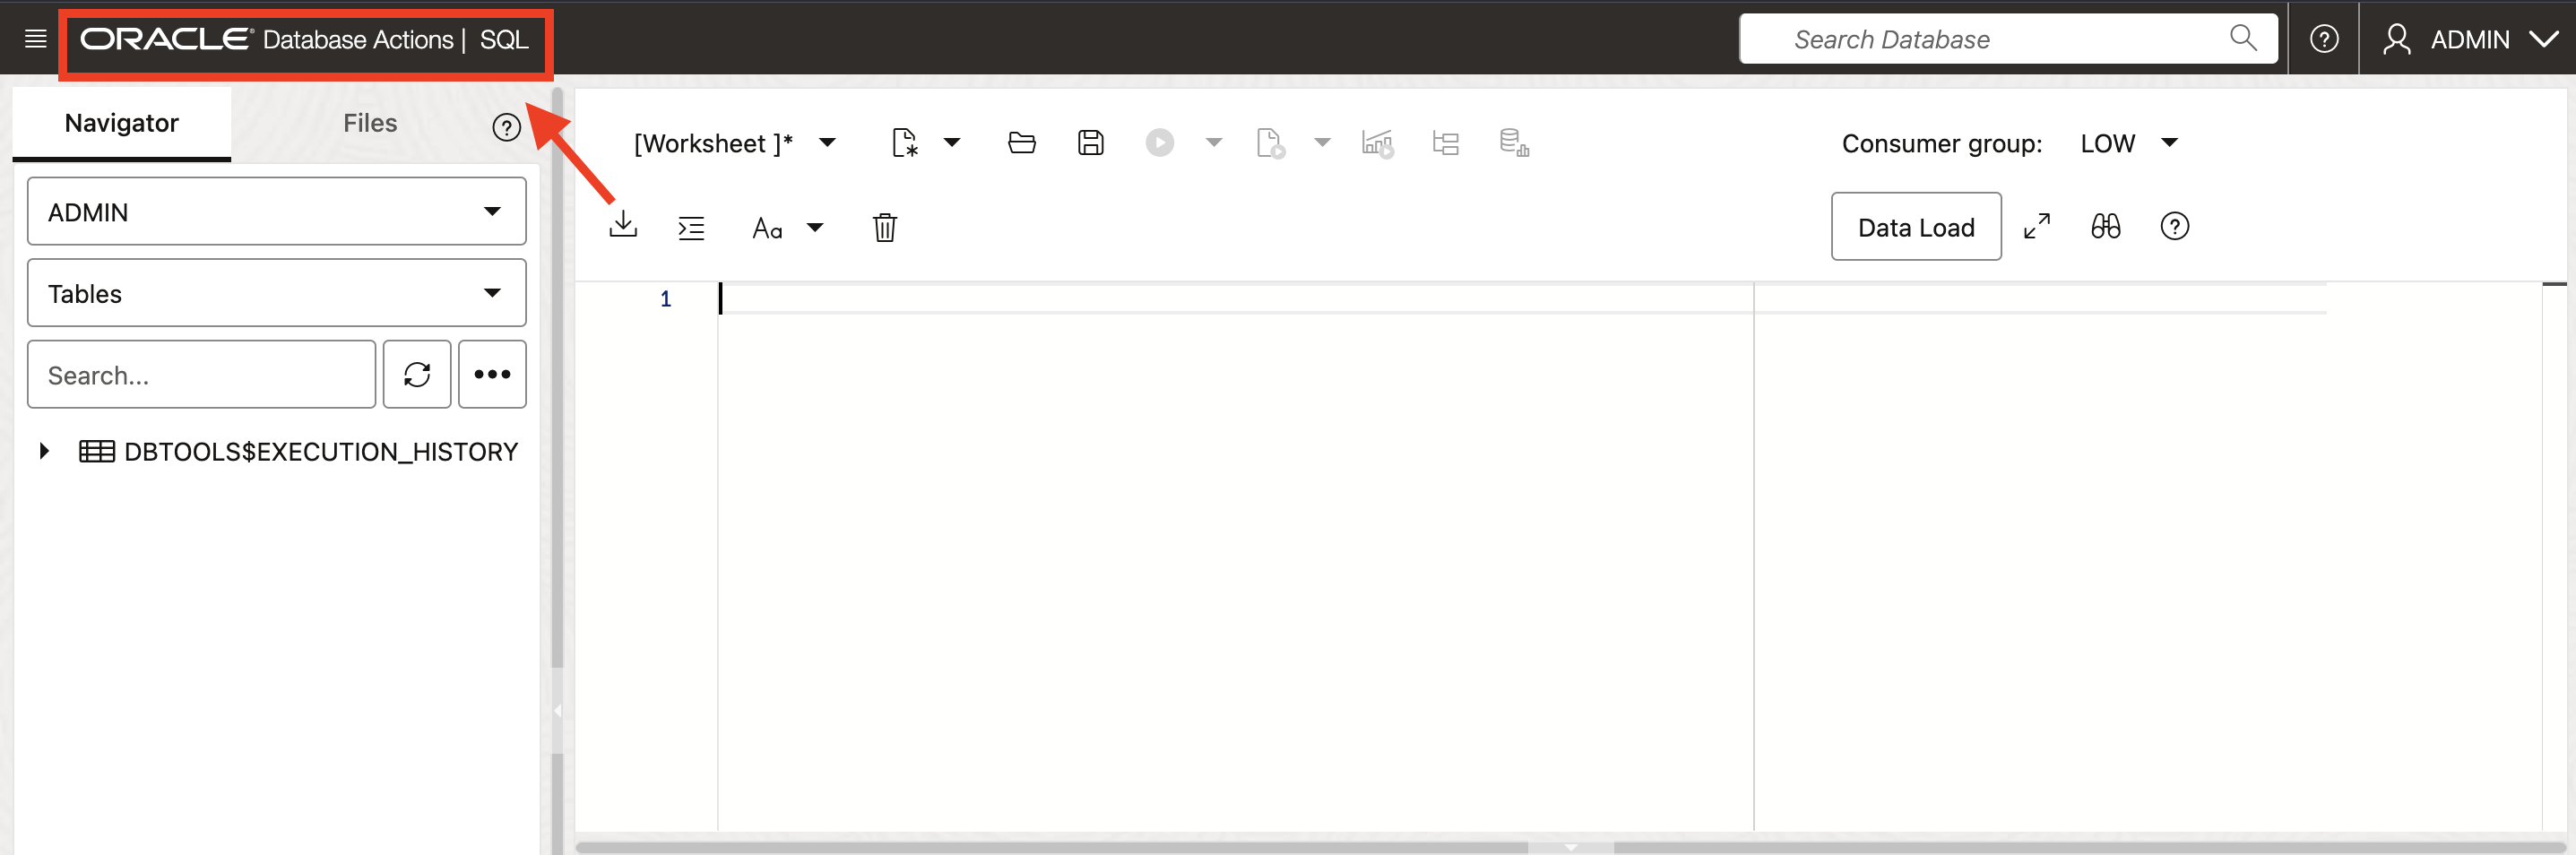 ORACLE® Database Actions | SQL
Search Database
ADMIN
Navigator
Files
[Worksheet ]*
Consumer group: LOW
ADMIN
Aa
Data Load
Tables
1
Search...
DBTOOLS$EXECUTION_HISTORY